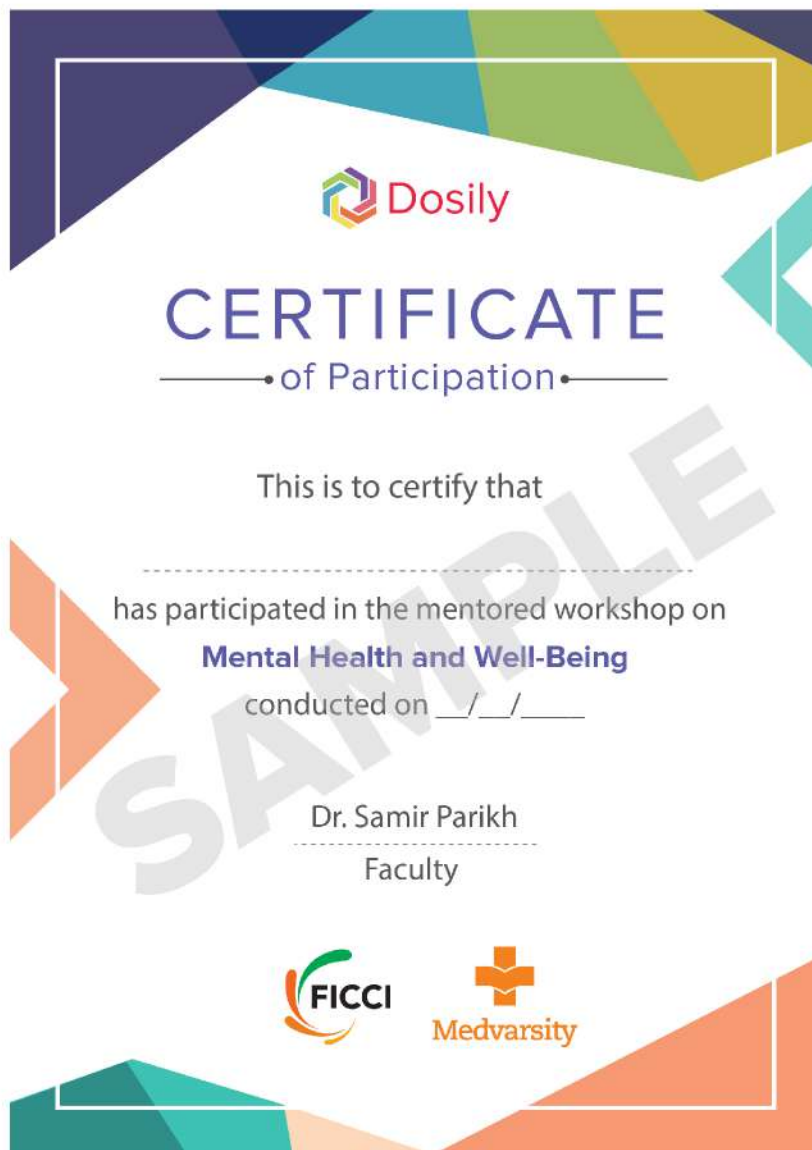 Dosily
CERTIFICATE
of Participation
This is to certify that
has participated in the mentored workshop on
Mental Health and Well-Being
conducted on __/__/____
SAMPLE
Dr. Samir Parikh
Faculty
FICCI
Medvarsity